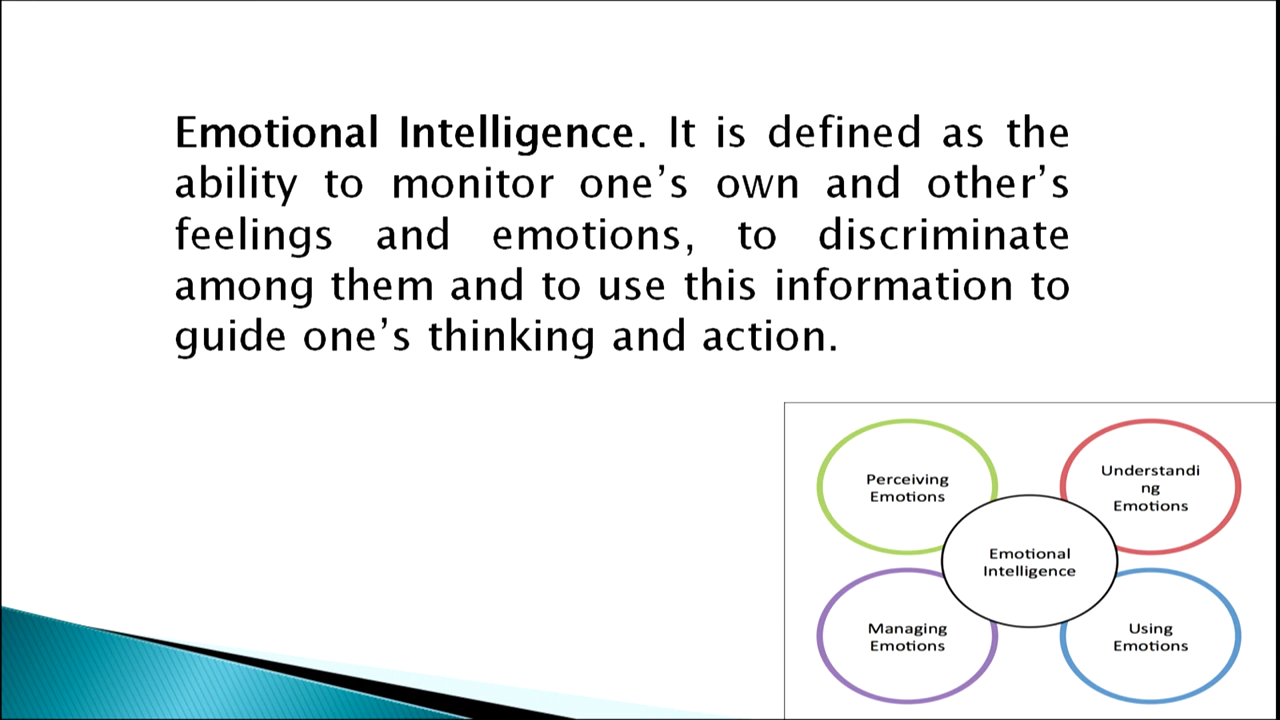 Emotional Intelligence. It is defined as the
ability to monitor one’s own and other’s
feelings and emotions, to discriminate
among them and to use this information to
guide one’s thinking and action.
Perceiving
Emotions
Understandi
ng
Emotions
Emotional
Intelligence
Managing
Emotions
Using
Emotions